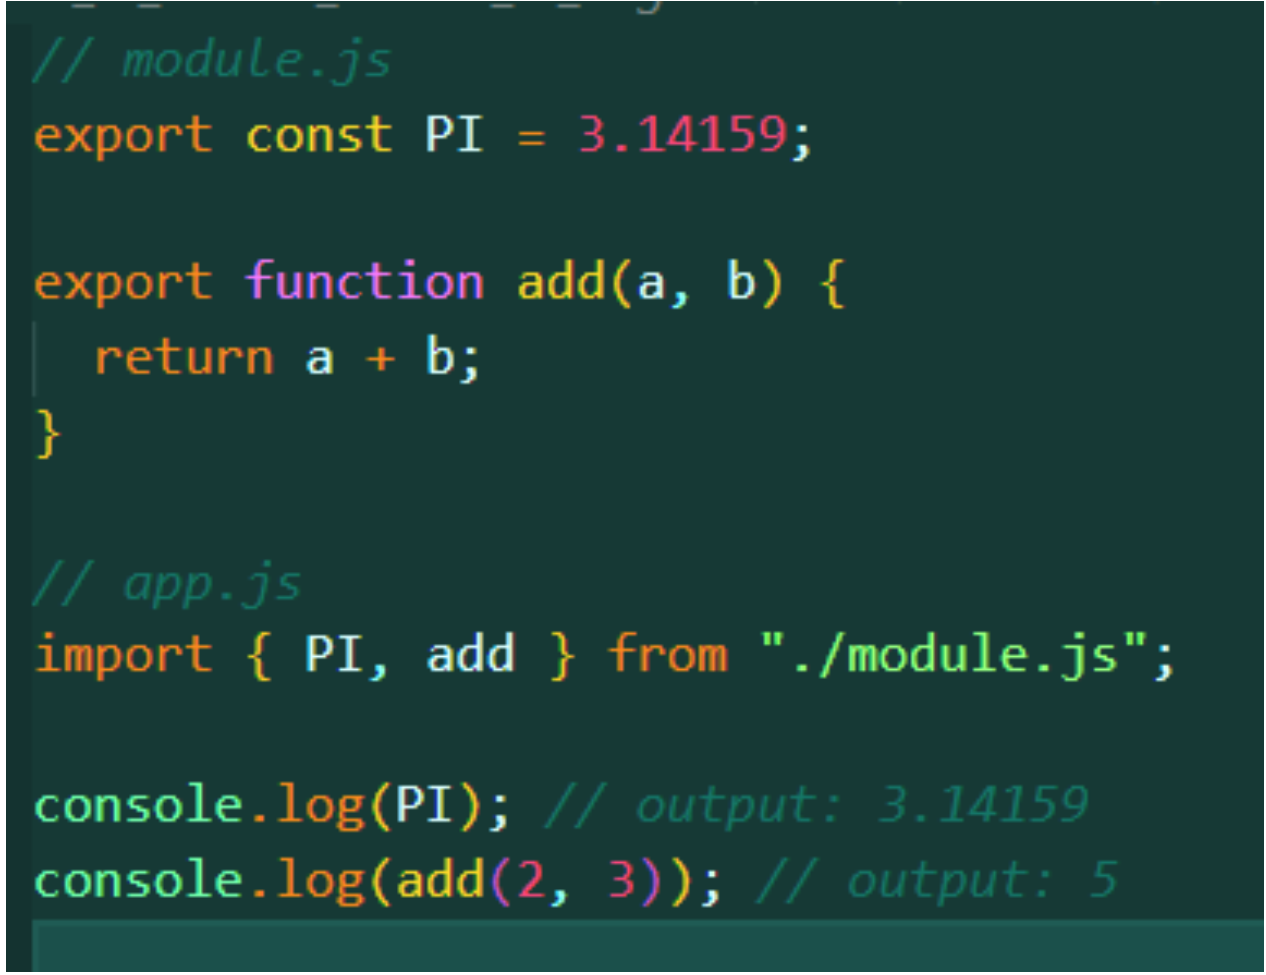 // module.js
export const PI = 3.14159;
export function add(a, b) {
  return a + b;
}
// app.js
import { PI, add } from "./module.js";
console.log(PI); // output: 3.14159
console.log(add(2, 3)); // output: 5